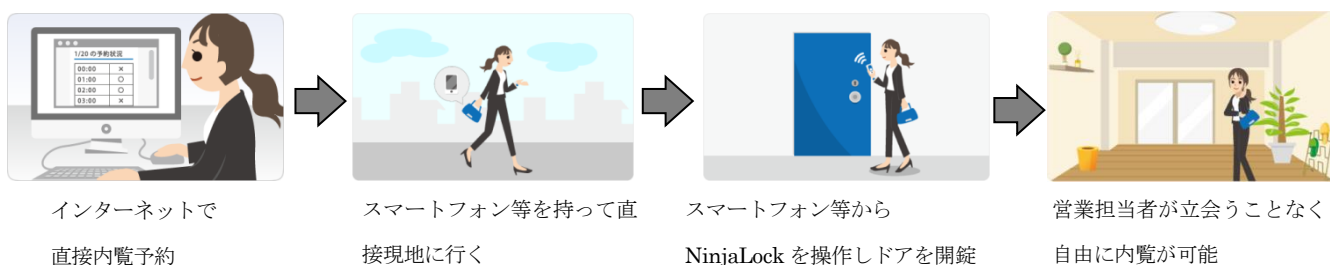 1/20 の予約状況
00:00 ×
01:00 ○
02:00 ○
03:00 ×
インターネットで
直接内覧予約
スマートフォン等を持って直
接現地に行く
スマートフォン等から
NinjaLock を操作しドアを開錠
営業担当者が立会うことなく
自由に内覧が可能